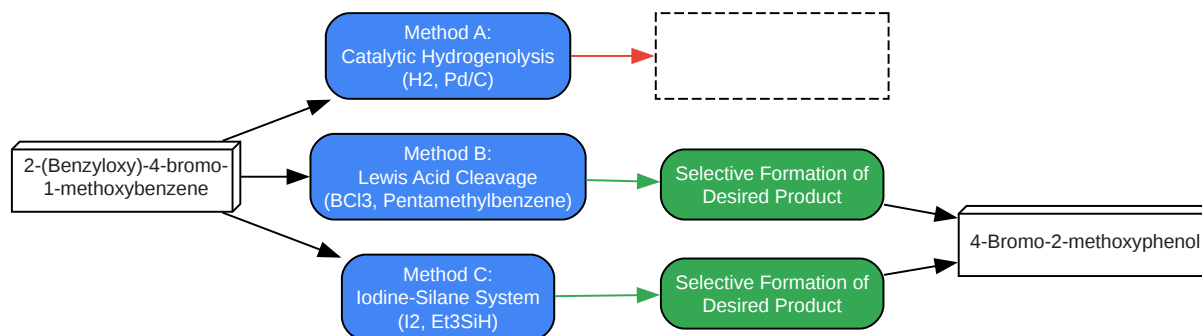 Method A:
Catalytic Hydrogenolysis
(H2, Pd/C)
2-(Benzyloxy)-4-bromo-
1-methoxybenzene
Method B:
Lewis Acid Cleavage
(BCl3, Pentamethylbenzene)
Selective Formation of
Desired Product
4-Bromo-2-methoxyphenol
Method C:
Iodine-Silane System
(I2, Et3SiH)
Selective Formation of
Desired Product